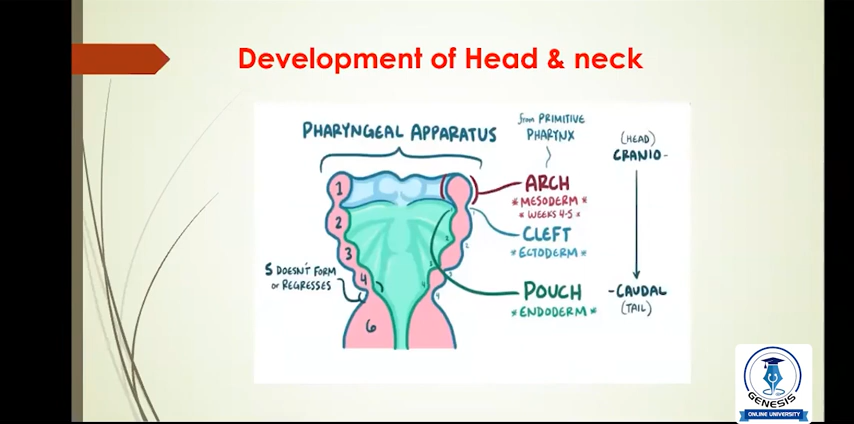 Development of Head & neck
PHARYNGEAL APPARATUS
from PRIMITIVE
PHARYNX
(HEAD)
CRANIO-
1
ARCH
* MESODERM *
* WEEKS 4-5 *
2
CLEFT
* ECTODERM *
3
5 DOESN'T FORM
or REGRESSES
4
POUCH
* ENDODERM *
-CAUDAL
(TAIL)
6
GENESIS
ONLINE UNIVERSITY